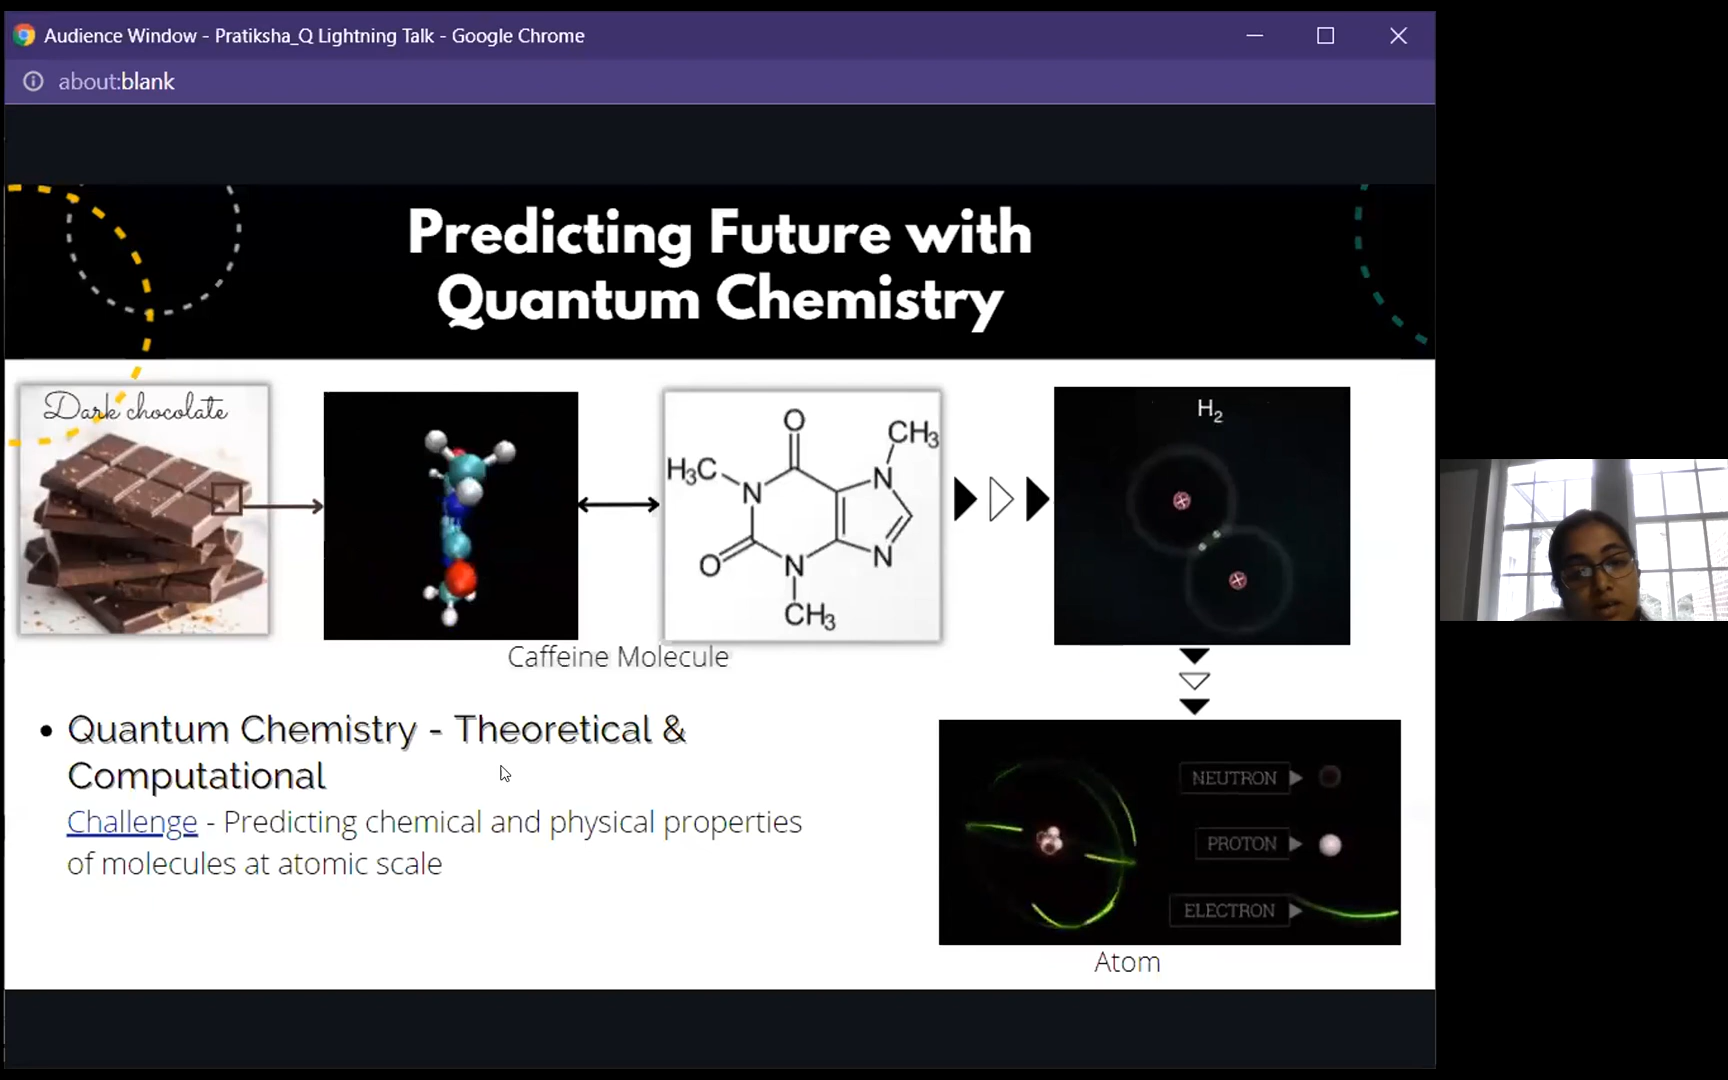 Audience Window - Pratiksha_Q Lightning Talk - Google Chrome
about:blank
Predicting Future with
Quantum Chemistry
Dark chocolate
O
CH₃
H₃C
N
N
O
N
N
CH₃
H₂
Caffeine Molecule
• Quantum Chemistry - Theoretical &
Computational
Challenge - Predicting chemical and physical properties
of molecules at atomic scale
NEUTRON
PROTON
ELECTRON
Atom